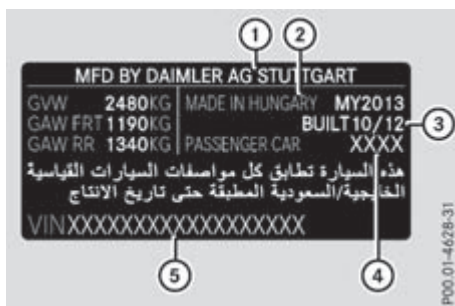 1
2
MFD BY DAIMLER AG STUTTGART
GVW 2480KG MADE IN HUNGARY MY2013
BUILT 10/12 3
GAW FRT 1190KG
GAW RR 1340KG PASSENGER CAR XXXX
هذه السيارة تطابق كل مواصفات السيارات القياسية
الخليجية/السعودية المطبقة حتى تاريخ الانتاج
VIN XXXXXXXXXXXXXXXXXX
5
4
P00.01-4628-31